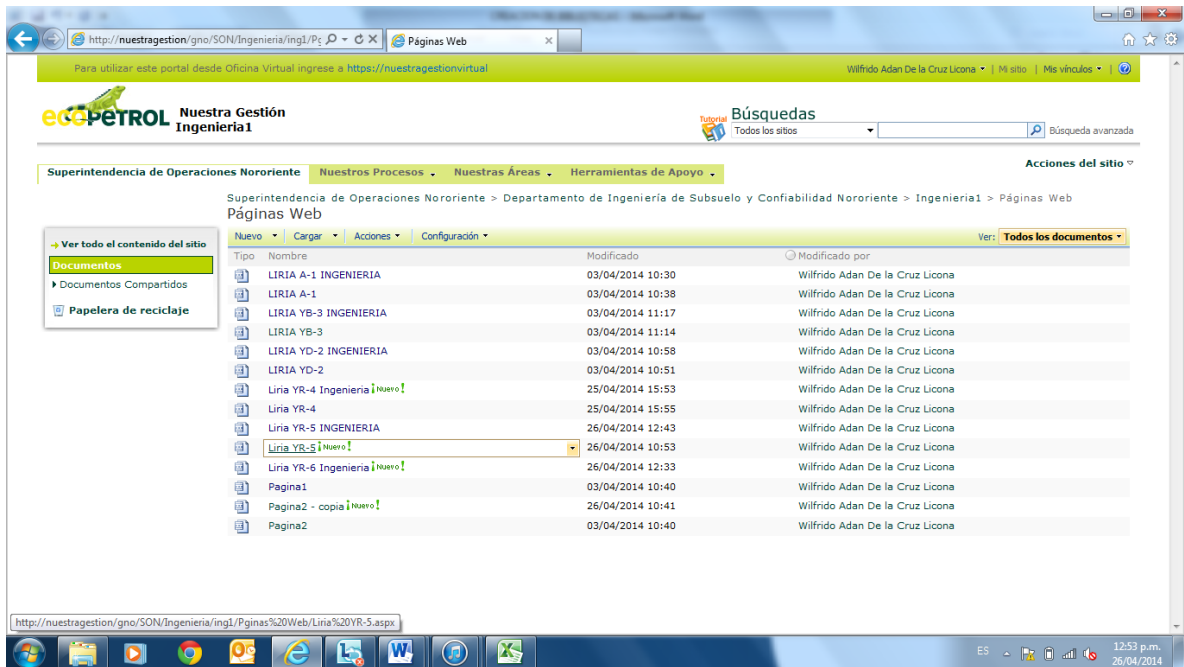 http://nuestragestion/gno/SON/Ingenieria/ing1/Pc
Páginas Web
Para utilizar este portal desde Oficina Virtual ingrese a https://nuestragestionvirtual
Wilfrido Adan De la Cruz Licona | Mi sitio | Mis vínculos |
ecopetrol
Nuestra Gestión
Ingenieria1
Tutorial
Búsquedas
Todos los sitios
Búsqueda avanzada
Acciones del sitio
Superintendencia de Operaciones Nororiente Nuestros Procesos Nuestras Áreas Herramientas de Apoyo
Superintendencia de Operaciones Nororiente > Departamento de Ingeniería de Subsuelo y Confiabilidad Nororiente > Ingenieria1 > Páginas Web
Páginas Web
Ver todo el contenido del sitio
Documentos
Documentos Compartidos
Papelera de reciclaje
Nuevo Cargar Acciones Configuración Ver: Todos los documentos
Tipo Nombre Modificado Modificado por
LIRIA A-1 INGENIERIA 03/04/2014 10:30 Wilfrido Adan De la Cruz Licona
LIRIA A-1 03/04/2014 10:38 Wilfrido Adan De la Cruz Licona
LIRIA YB-3 INGENIERIA 03/04/2014 11:17 Wilfrido Adan De la Cruz Licona
LIRIA YB-3 03/04/2014 11:14 Wilfrido Adan De la Cruz Licona
LIRIA YD-2 INGENIERIA 03/04/2014 10:58 Wilfrido Adan De la Cruz Licona
LIRIA YD-2 03/04/2014 10:51 Wilfrido Adan De la Cruz Licona
Liria YR-4 Ingenieria ¡Nuevo! 25/04/2014 15:53 Wilfrido Adan De la Cruz Licona
Liria YR-4 25/04/2014 15:55 Wilfrido Adan De la Cruz Licona
Liria YR-5 INGENIERIA 26/04/2014 12:43 Wilfrido Adan De la Cruz Licona
Liria YR-5 ¡Nuevo! 26/04/2014 10:53 Wilfrido Adan De la Cruz Licona
Liria YR-6 Ingenieria ¡Nuevo! 26/04/2014 12:33 Wilfrido Adan De la Cruz Licona
Pagina1 03/04/2014 10:40 Wilfrido Adan De la Cruz Licona
Pagina2 - copia ¡Nuevo! 26/04/2014 10:41 Wilfrido Adan De la Cruz Licona
Pagina2 03/04/2014 10:40 Wilfrido Adan De la Cruz Licona
http://nuestragestion/gno/SON/Ingenieria/ing1/Pginas%20Web/Liria%20YR-5.aspx
ES
12:53 p.m.
26/04/2014